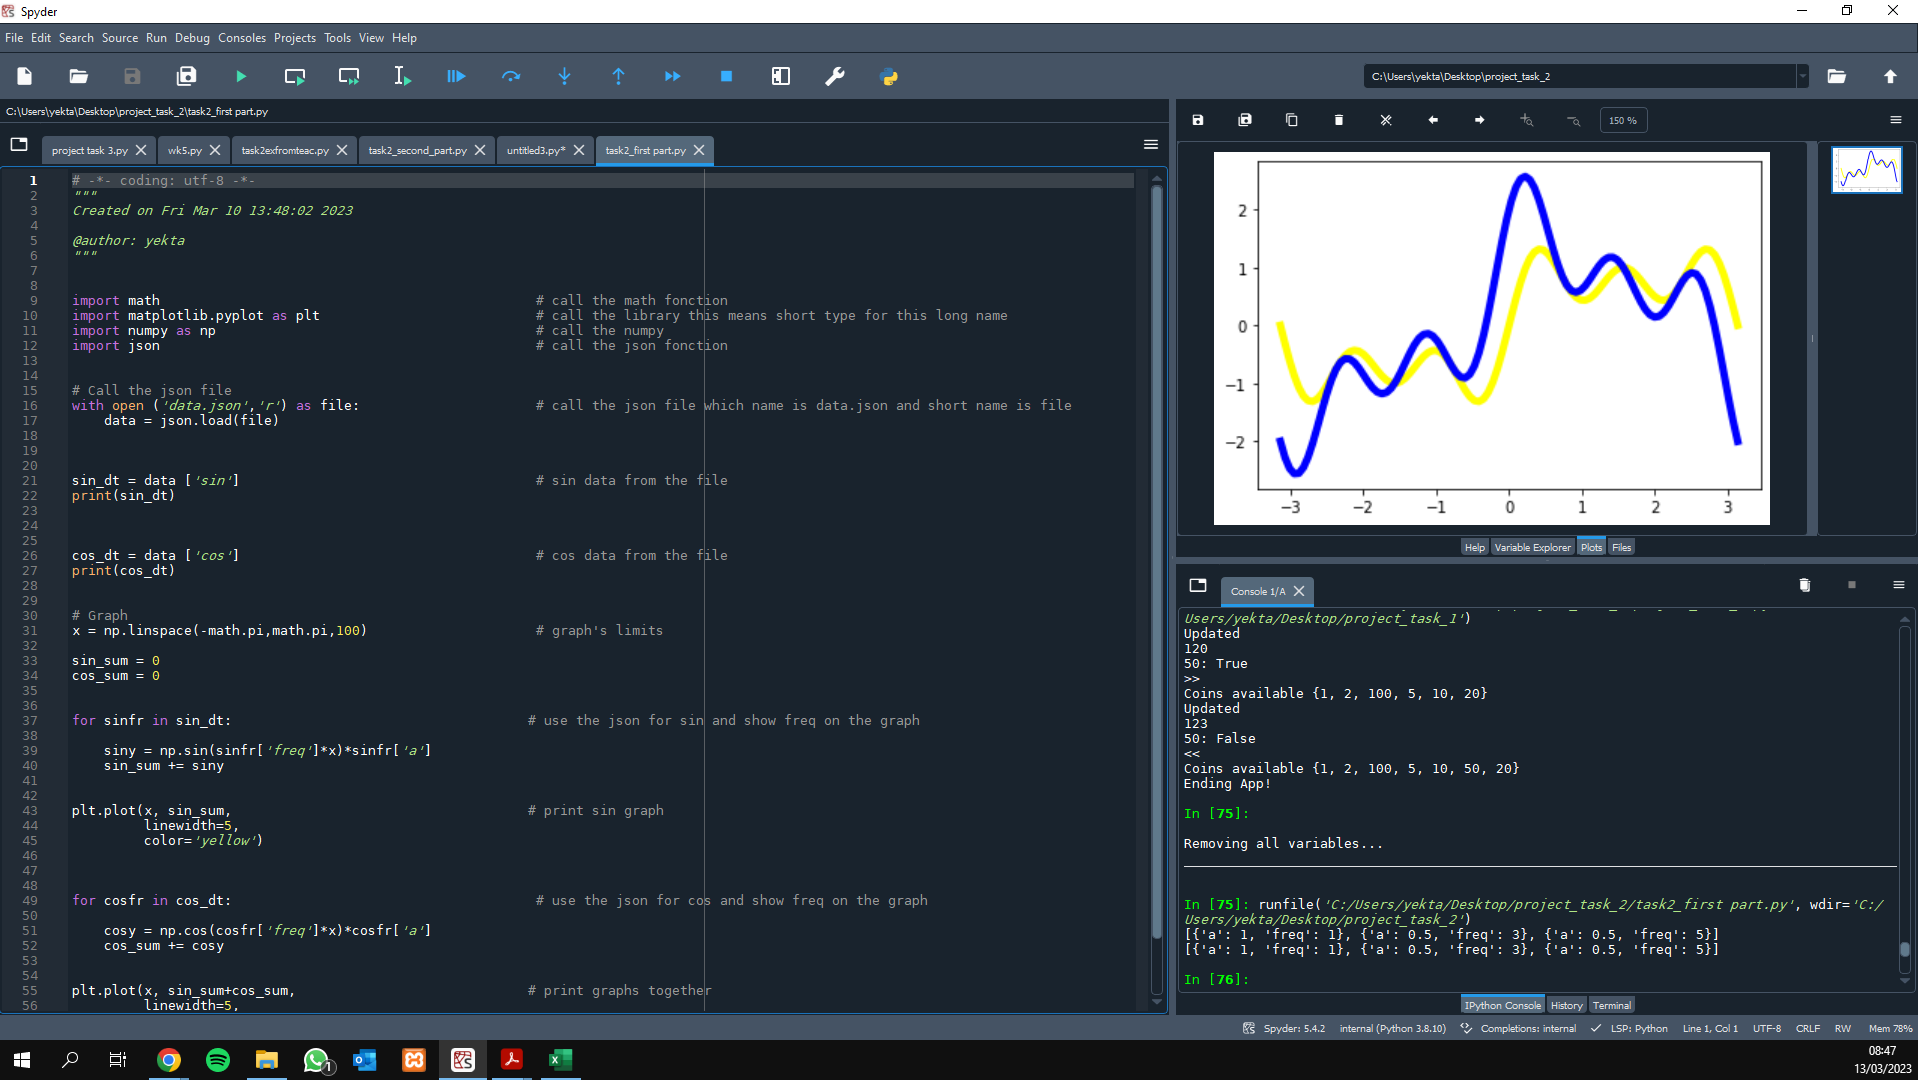 Spyder
File Edit Search Source Run Debug Consoles Projects Tools View Help
C:\Users\yekta\Desktop\project_task_2
C:\Users\yekta\Desktop\project_task_2\task2_first part.py
project task 3.py wk5.py task2exfromteac.py task2_second_part.py untitled3.py* task2_first part.py
1 # -*- coding: utf-8 -*-
2 """
3 Created on Fri Mar 10 13:48:02 2023
4
5 @author: yekta
6 """
7
8
9 import math # call the math fonction
10 import matplotlib.pyplot as plt # call the library this means short type for this long name
11 import numpy as np # call the numpy
12 import json # call the json fonction
13
14
15 # Call the json file
16 with open ('data.json','r') as file: # call the json file which name is data.json and short name is file
17 data = json.load(file)
18
19
20
21 sin_dt = data ['sin'] # sin data from the file
22 print(sin_dt)
23
24
25
26 cos_dt = data ['cos'] # cos data from the file
27 print(cos_dt)
28
29
30 # Graph
31 x = np.linspace(-math.pi,math.pi,100) # graph's limits
32
33 sin_sum = 0
34 cos_sum = 0
35
36
37 for sinfr in sin_dt: # use the json for sin and show freq on the graph
38
39 siny = np.sin(sinfr['freq']*x)*sinfr['a']
40 sin_sum += siny
41
42
43 plt.plot(x, sin_sum, # print sin graph
44 linewidth=5,
45 color='yellow')
46
47
48
49 for cosfr in cos_dt: # use the json for cos and show freq on the graph
50
51 cosy = np.cos(cosfr['freq']*x)*cosfr['a']
52 cos_sum += cosy
53
54
55 plt.plot(x, sin_sum+cos_sum, # print graphs together
56 linewidth=5,
150 %
2
1
0
−1
−2
−3 −2 −1 0 1 2 3
Help Variable Explorer Plots Files
Console 1/A
Users/yekta/Desktop/project_task_1')
Updated
120
50: True
>>
Coins available {1, 2, 100, 5, 10, 20}
Updated
123
50: False
<<
Coins available {1, 2, 100, 5, 10, 50, 20}
Ending App!
In [75]:
Removing all variables...
In [75]: runfile('C:/Users/yekta/Desktop/project_task_2/task2_first part.py', wdir='C:/
Users/yekta/Desktop/project_task_2')
[{'a': 1, 'freq': 1}, {'a': 0.5, 'freq': 3}, {'a': 0.5, 'freq': 5}]
[{'a': 1, 'freq': 1}, {'a': 0.5, 'freq': 3}, {'a': 0.5, 'freq': 5}]
In [76]:
IPython Console History Terminal
Spyder: 5.4.2 internal (Python 3.8.10) Completions: internal LSP: Python Line 1, Col 1 UTF-8 CRLF RW Mem 78%
1
08:47
13/03/2023